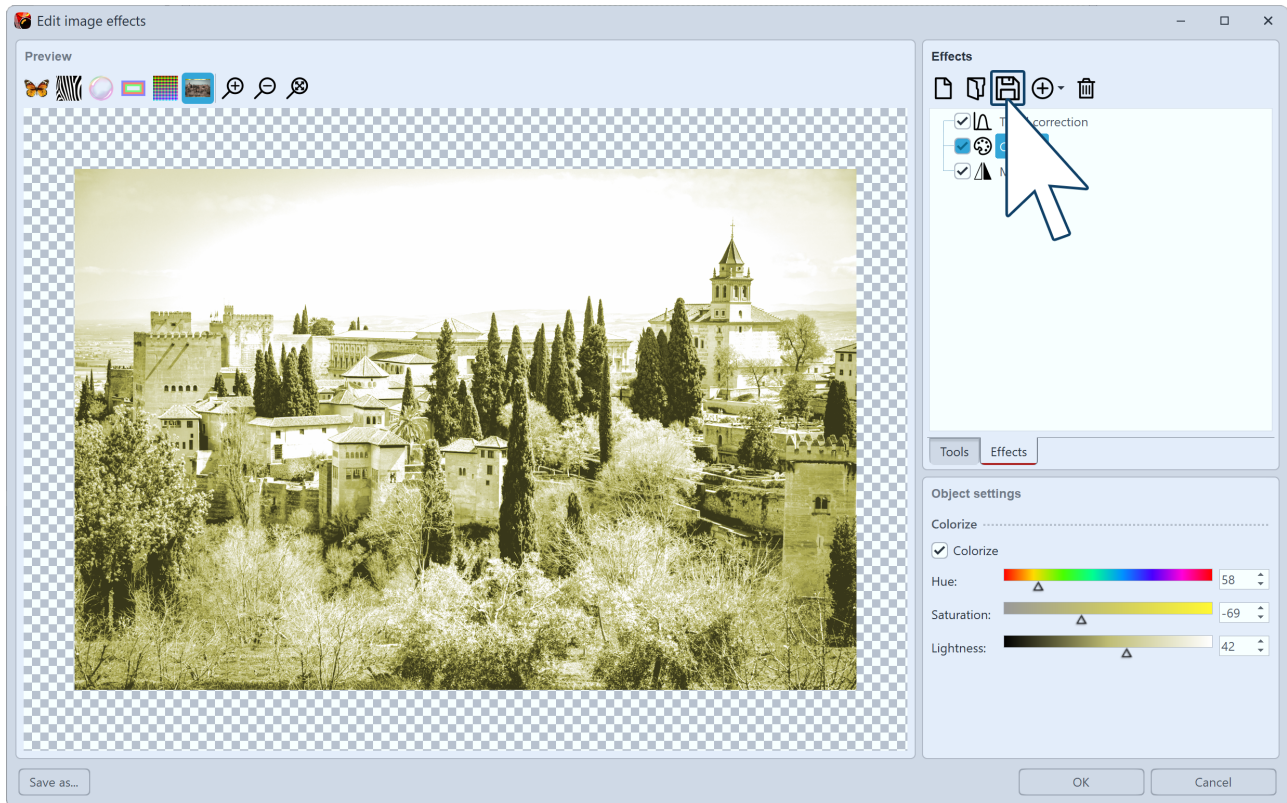 Edit image effects
Preview
Effects
correction
Tools
Effects
Object settings
Colorize
Colorize
Hue:
58
Saturation:
-69
Lightness:
42
Save as...
OK
Cancel